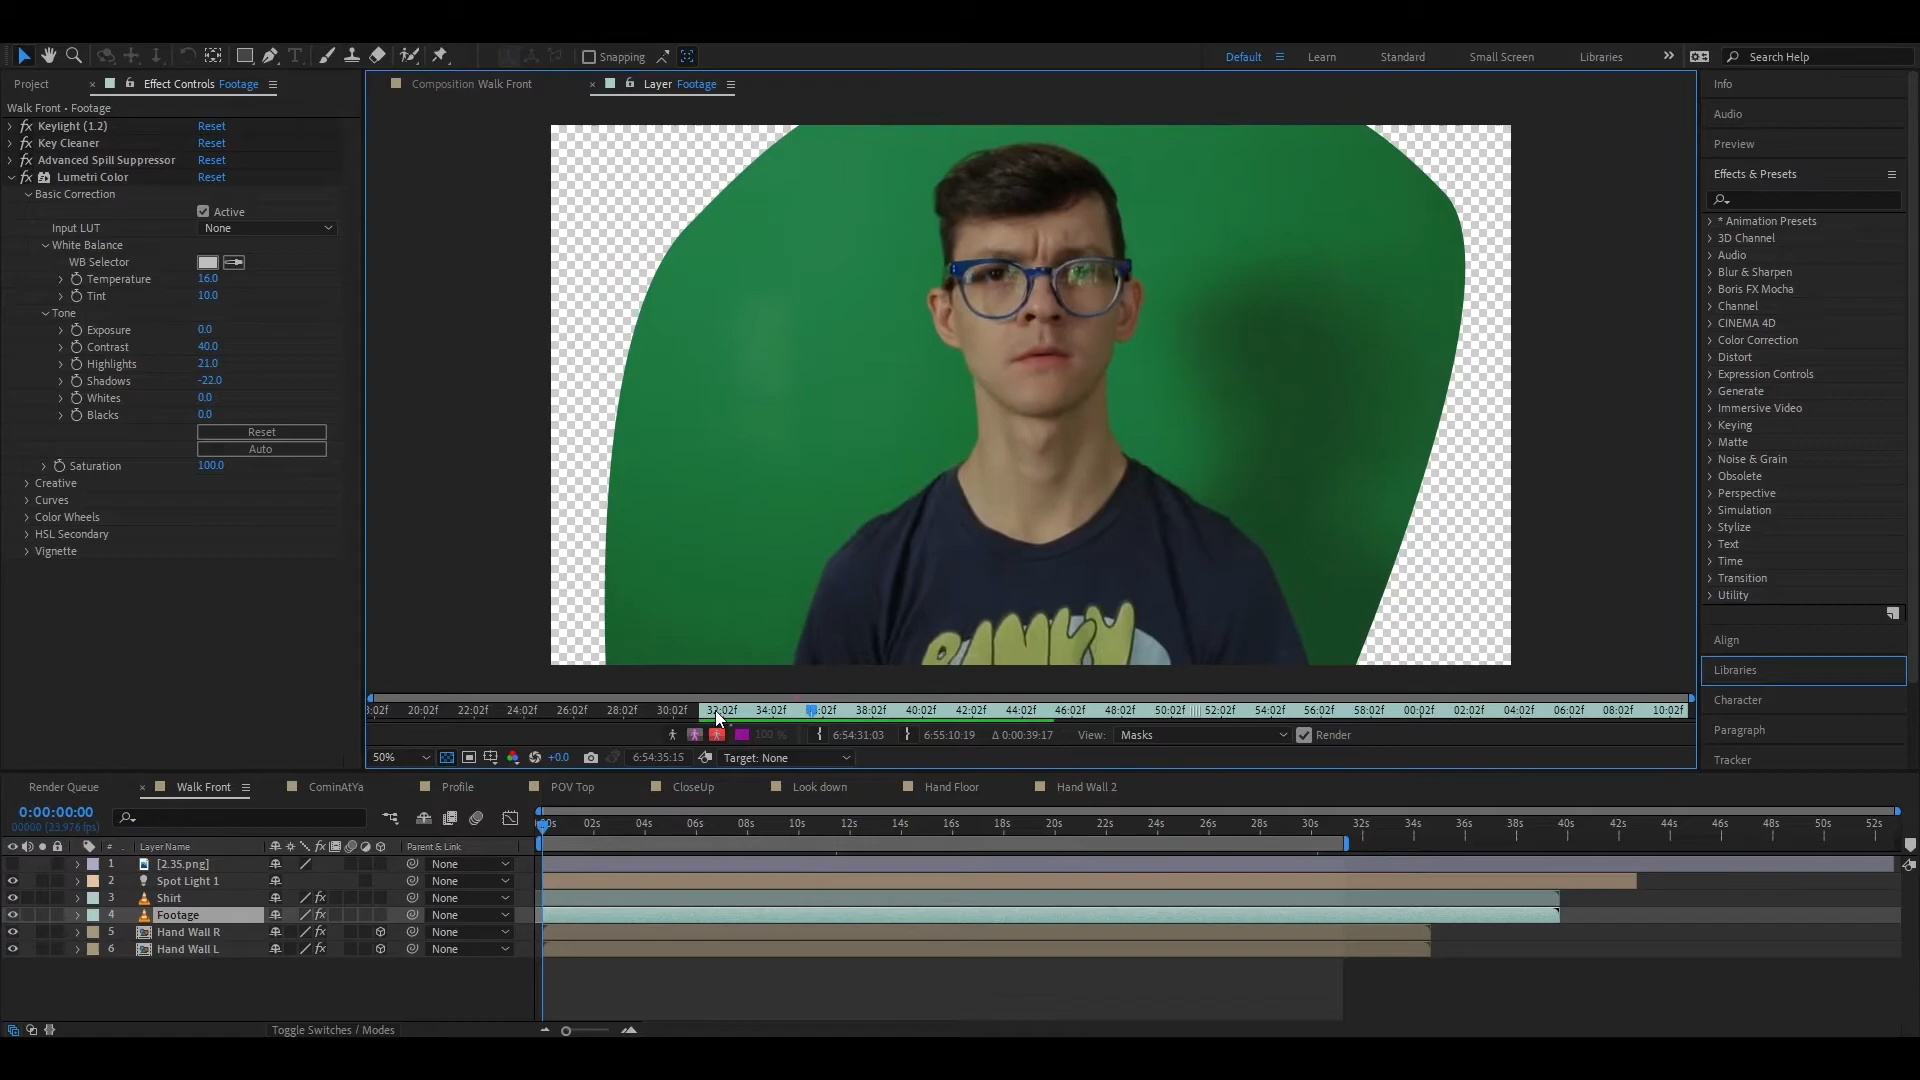 Snapping
Default
Learn
Standard
Small Screen
Libraries
Search Help
Project
Effect Controls Footage
Composition Walk Front
Layer Footage
Walk Front • Footage
Keylight (1.2) Reset
Key Cleaner Reset
Advanced Spill Suppressor Reset
Lumetri Color Reset
Basic Correction
Active
Input LUT None
White Balance
WB Selector
Temperature 16.0
Tint 10.0
Tone
Exposure 0.0
Contrast 40.0
Highlights 21.0
Shadows -22.0
Whites 0.0
Blacks 0.0
Reset
Auto
Saturation 100.0
Creative
Curves
Color Wheels
HSL Secondary
Vignette
Info
Audio
Preview
Effects & Presets
* Animation Presets
3D Channel
Audio
Blur & Sharpen
Boris FX Mocha
Channel
CINEMA 4D
Color Correction
Distort
Expression Controls
Generate
Immersive Video
Keying
Matte
Noise & Grain
Obsolete
Perspective
Simulation
Stylize
Text
Time
Transition
Utility
Align
Libraries
Character
Paragraph
Tracker
20:02f 22:02f 24:02f 26:02f 28:02f 30:02f 32:02f 34:02f 38:02f 40:02f 42:02f 44:02f 46:02f 48:02f 50:02f 52:02f 54:02f 56:02f 58:02f 00:02f 02:02f 04:02f 06:02f 08:02f 10:02f
100 % 6:54:31:03 6:55:10:19 Δ 0:00:39:17 View: Masks Render
50% +0.0 6:54:35:15 Target: None
Render Queue
Walk Front
CominAtYa
Profile
POV Top
CloseUp
Look down
Hand Floor
Hand Wall 2
0:00:00:00
00000 (23.976 fps)
02s 04s 06s 08s 10s 12s 14s 16s 18s 20s 22s 24s 26s 28s 30s 32s 34s 36s 38s 40s 42s 44s 46s 48s 50s 52s
# Layer Name Parent & Link
1 [2.35.png] None
2 Spot Light 1 None
3 Shirt None
4 Footage None
5 Hand Wall R None
6 Hand Wall L None
Toggle Switches / Modes